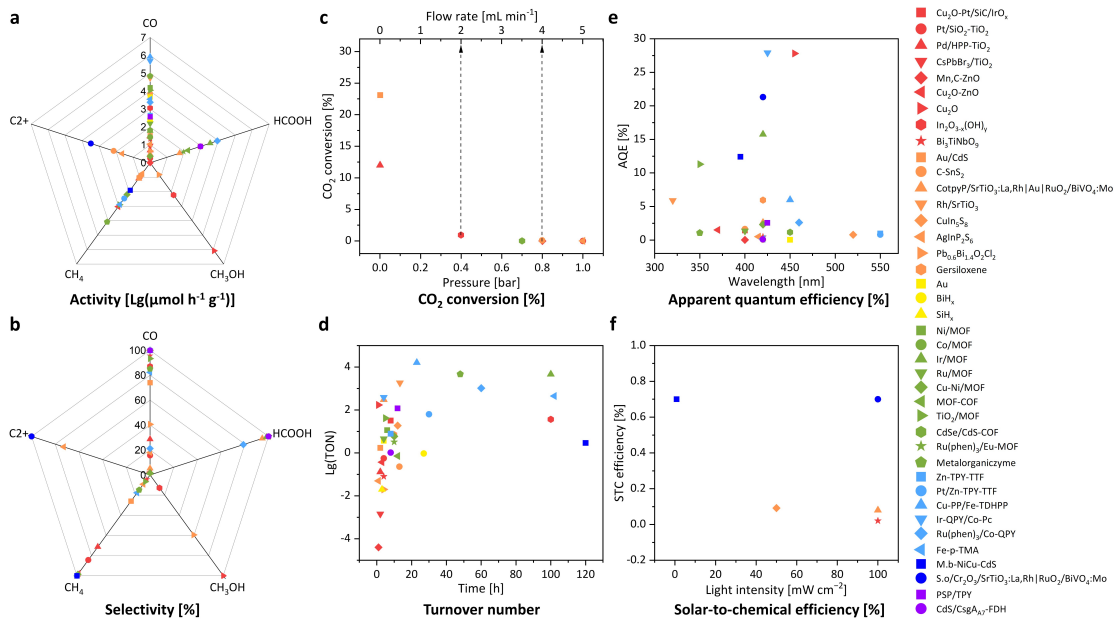 a
CO
7
6
5
4
3
2
1
0
C2+
HCOOH
CH₄
CH₃OH
Activity [Lg(μmol h⁻¹ g⁻¹)]
b
CO
100
80
60
40
20
0
C2+
HCOOH
CH₄
CH₃OH
Selectivity [%]
c
Flow rate [mL min⁻¹]
0 1 2 3 4 5
CO₂ conversion [%]
30
25
20
15
10
5
0
0.0 0.2 0.4 0.6 0.8 1.0
Pressure [bar]
CO₂ conversion [%]
d
Lg(TON)
4
2
0
-2
-4
0 20 40 60 80 100 120
Time [h]
Turnover number
e
AQE [%]
30
25
20
15
10
5
0
300 350 400 450 500 550
Wavelength [nm]
Apparent quantum efficiency [%]
f
STC efficiency [%]
1.0
0.8
0.6
0.4
0.2
0.0
-0.2
0 20 40 60 80 100
Light intensity [mW cm⁻²]
Solar-to-chemical efficiency [%]
Cu₂O-Pt/SiC/IrOₓ
Pt/SiO₂-TiO₂
Pd/HPP-TiO₂
CsPbBr₃/TiO₂
Mn,C-ZnO
Cu₂O-ZnO
Cu₂O
In₂O₃₋ₓ(OH)ᵧ
Bi₃TiNbO₉
Au/CdS
C-SnS₂
CotpyP/SrTiO₃:La,Rh|Au|RuO₂/BiVO₄:Mo
Rh/SrTiO₃
CuIn₅S₈
AgInP₂S₆
Pb₀.₆Bi₁.₄O₂Cl₂
Gersiloxene
Au
BiHₓ
SiHₓ
Ni/MOF
Co/MOF
Ir/MOF
Ru/MOF
Cu-Ni/MOF
MOF-COF
TiO₂/MOF
CdSe/CdS-COF
Ru(phen)₃/Eu-MOF
Metalorganiczyme
Zn-TPY-TTF
Pt/Zn-TPY-TTF
Cu-PP/Fe-TDHPP
Ir-QPY/Co-Pc
Ru(phen)₃/Co-QPY
Fe-p-TMA
M.b-NiCu-CdS
S.o/Cr₂O₃/SrTiO₃:La,Rh|RuO₂/BiVO₄:Mo
PSP/TPY
CdS/CsgA_A7-FDH